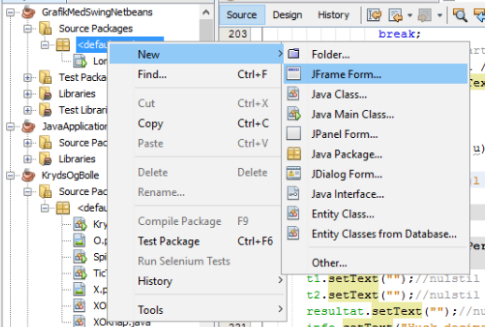 GrafikMedSwingNetbeans
Source Packages
<defau
Lor
Test Packag
Libraries
Test Librari
JavaApplication
Source Pac
Libraries
KrydsOgBolle
Source Pac
<defau
Kry
O.p
Spi
Tic
X.p
XO
XOKnap.java
New
Find... Ctrl+F
Cut Ctrl+X
Copy Ctrl+C
Paste Ctrl+V
Delete Delete
Rename...
Compile Package F9
Test Package Ctrl+F6
Run Selenium Tests
History
Tools
Folder...
JFrame Form...
Java Class...
Java Main Class...
JPanel Form...
Java Package...
JDialog Form...
Java Interface...
Entity Class...
Entity Classes from Database...
Other...
Source Design History
203 break;
t1.setText("");//nulstil
t2.setText("");//nulstil
resultat.setText("");//nu